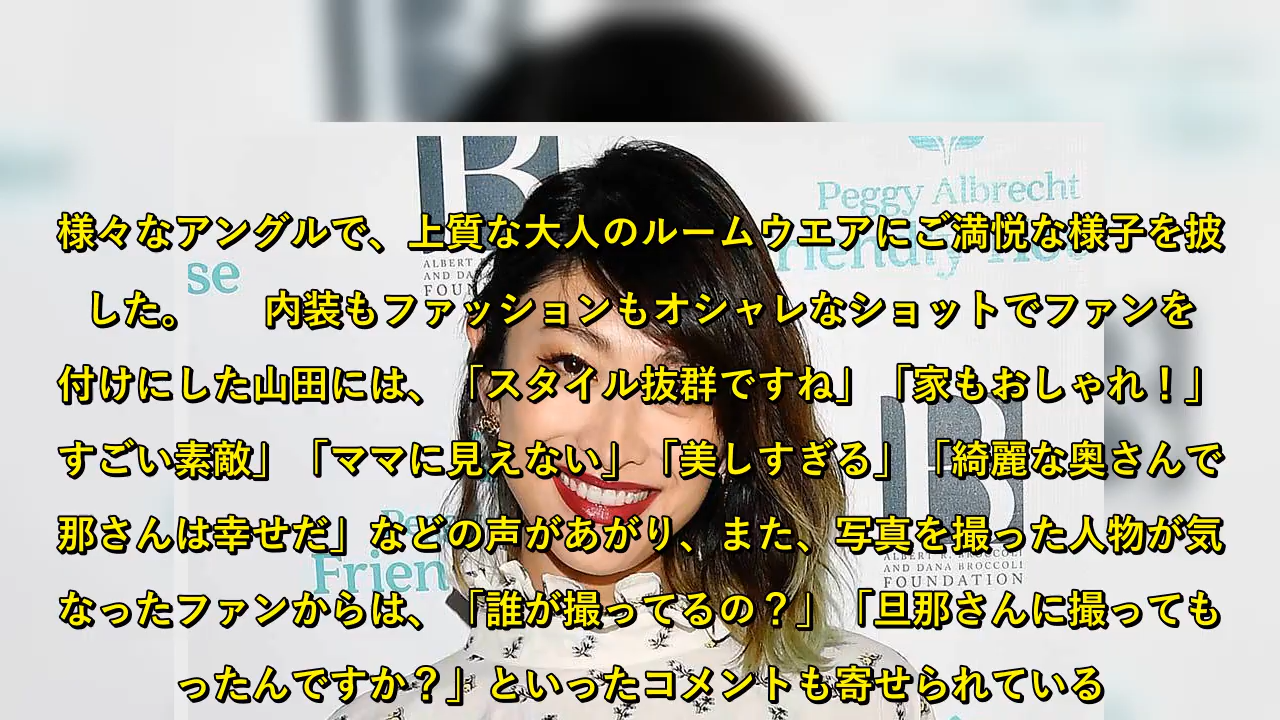 様々なアングルで、上質な大人のルームウエアにご満悦な様子を披
した。　　内装もファッションもオシャレなショットでファンを
付けにした山田には、「スタイル抜群ですね」「家もおしゃれ！」
すごい素敵」「ママに見えない」「美しすぎる」「綺麗な奥さんで
那さんは幸せだ」などの声があがり、また、写真を撮った人物が気
なったファンからは、「誰が撮ってるの？」「旦那さんに撮っても
ったんですか？」といったコメントも寄せられている
Peggy Albrecht
Friendly
se
ALBERT
AND DA
FOUN
Frien
ALBERT R. BROCCOLI
AND DANA BROCCOLI
FOUNDATION